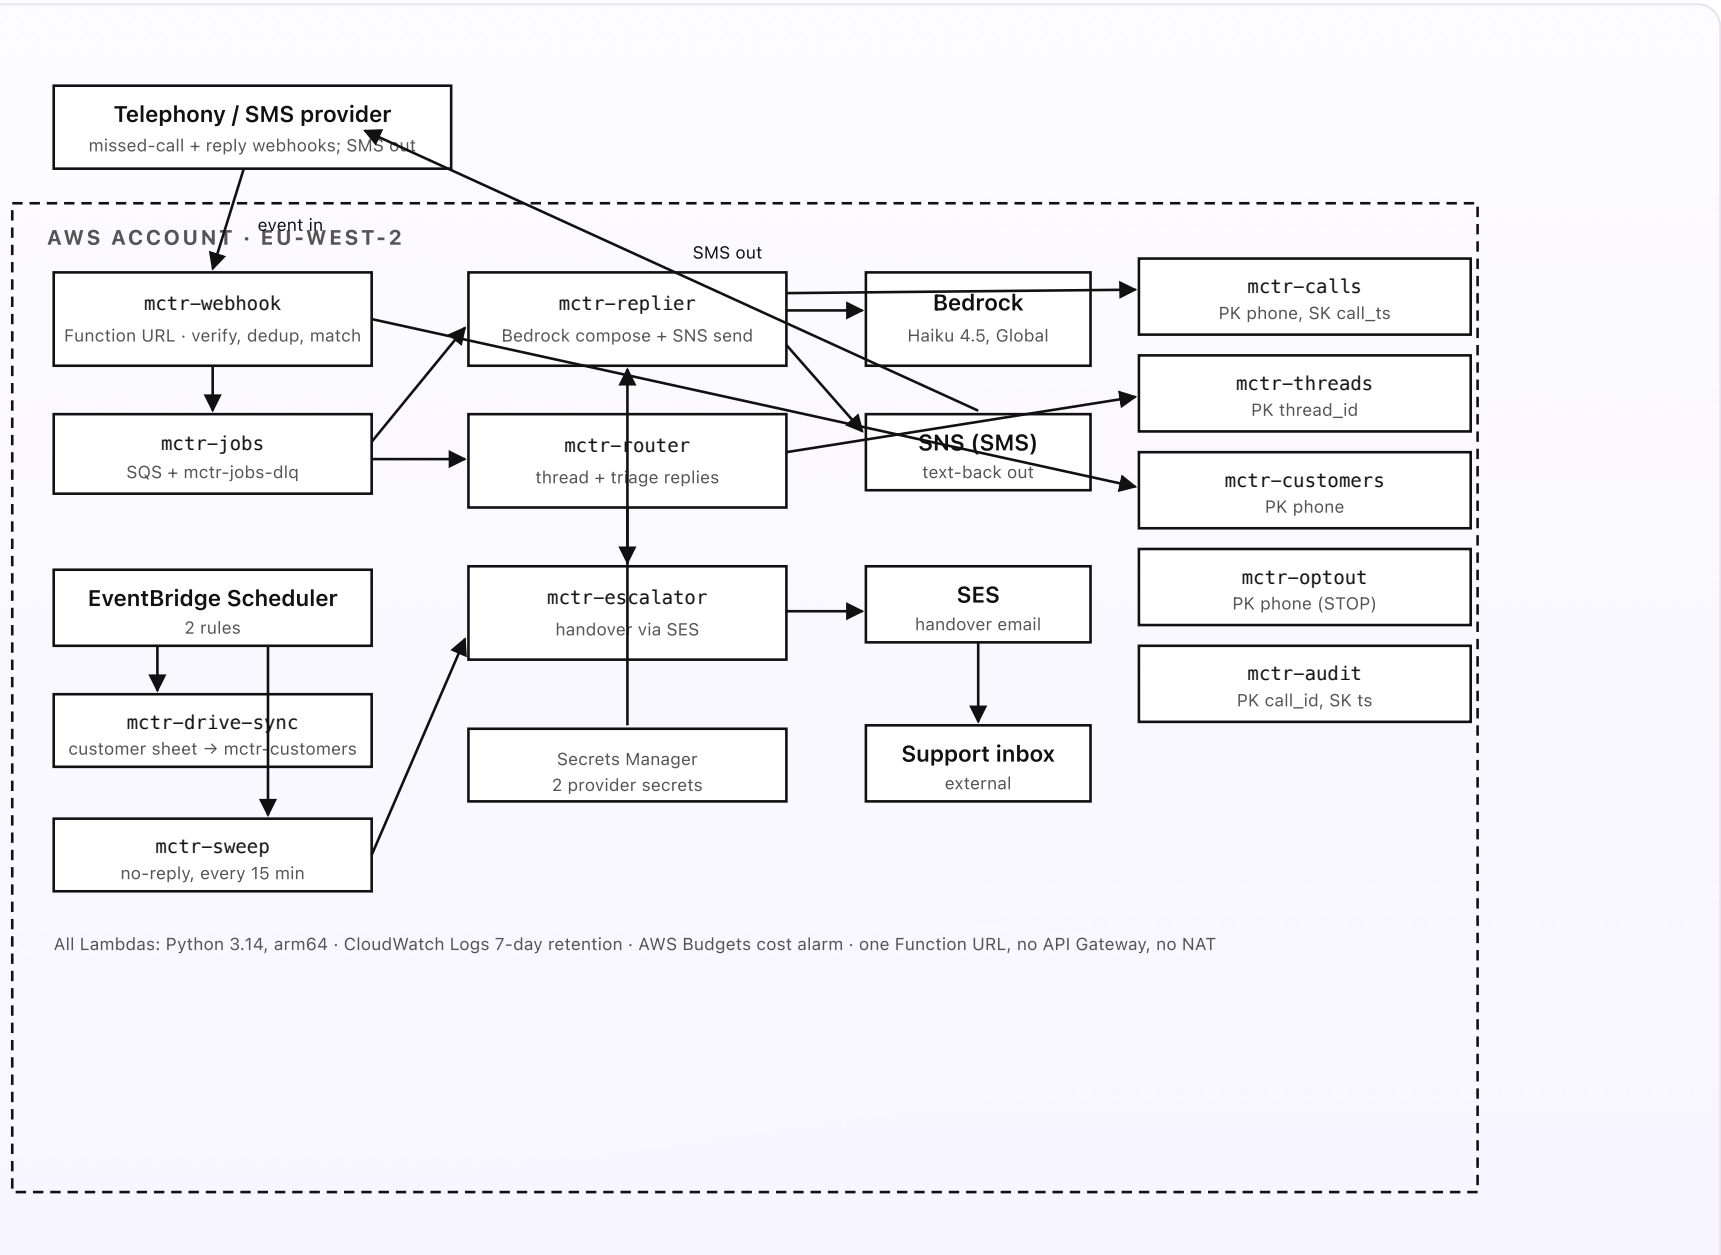 Telephony / SMS provider
missed-call + reply webhooks; SMS out
event in
AWS ACCOUNT · EU-WEST-2
SMS out
mctr-webhook
Function URL · verify, dedup, match
mctr-replier
Bedrock compose + SNS send
Bedrock
Haiku 4.5, Global
mctr-calls
PK phone, SK call_ts
mctr-threads
PK thread_id
mctr-jobs
SQS + mctr-jobs-dlq
mctr-router
thread + triage replies
SNS (SMS)
text-back out
mctr-customers
PK phone
mctr-optout
PK phone (STOP)
EventBridge Scheduler
2 rules
mctr-escalator
handover via SES
SES
handover email
mctr-audit
PK call_id, SK ts
mctr-drive-sync
customer sheet → mctr-customers
Secrets Manager
2 provider secrets
Support inbox
external
mctr-sweep
no-reply, every 15 min
All Lambdas: Python 3.14, arm64 · CloudWatch Logs 7-day retention · AWS Budgets cost alarm · one Function URL, no API Gateway, no NAT